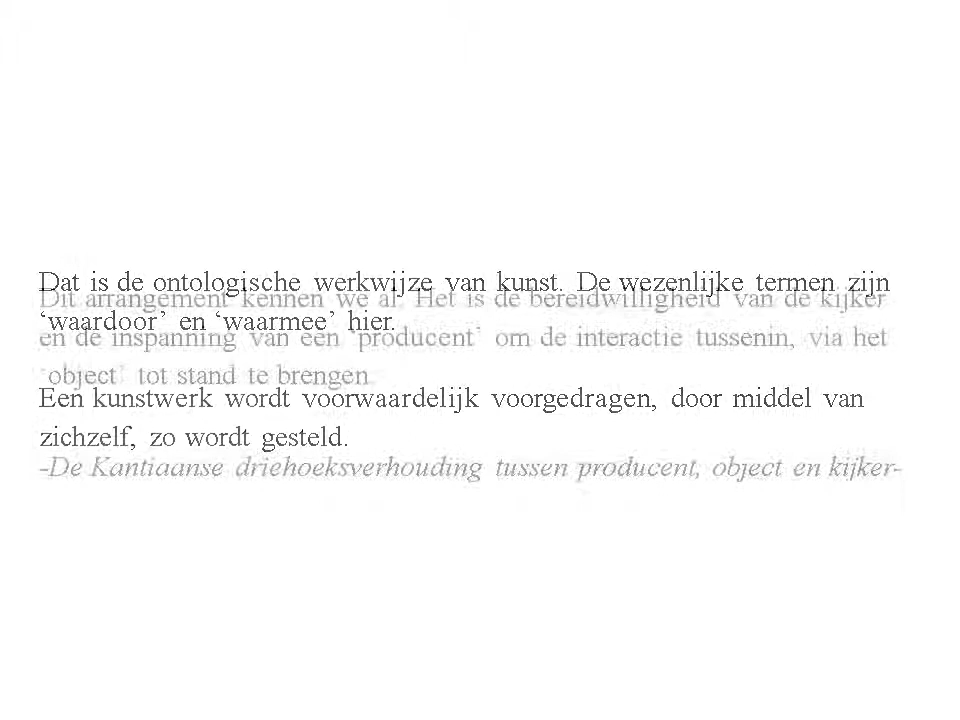 Dat is de ontologische werkwijze van kunst. De wezenlijke termen zijn
Dit arrangement kennen we al. Het is de bereidwilligheid van de kijker
‘waardoor’ en ‘waarmee’ hier.
en de inspanning van een ‘producent’ om de interactie tussenin, via het
‘object’ tot stand te brengen.
Een kunstwerk wordt voorwaardelijk voorgedragen, door middel van
zichzelf, zo wordt gesteld.
-De Kantiaanse driehoeksverhouding tussen producent, object en kijker-